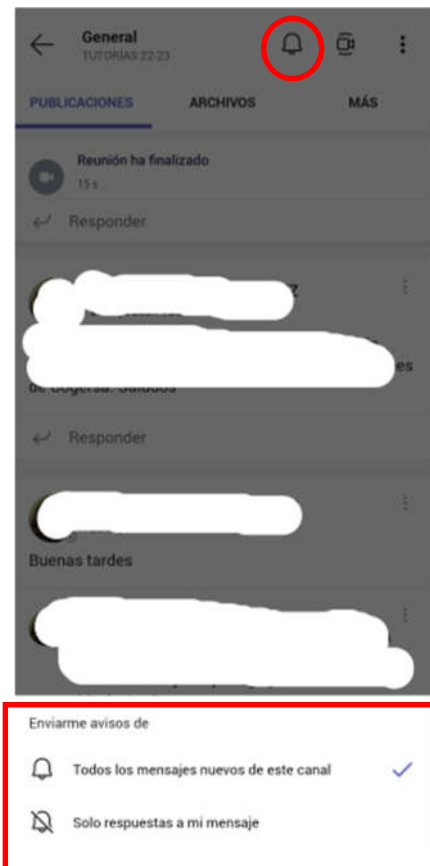 General
TUTORÍAS 22-23
PUBLICACIONES ARCHIVOS MÁS
Reunión ha finalizado
15 s
Responder
Z
es
de Cogersa. Saludos
Responder
Buenas tardes
Enviarme avisos de
Todos los mensajes nuevos de este canal
Solo respuestas a mi mensaje